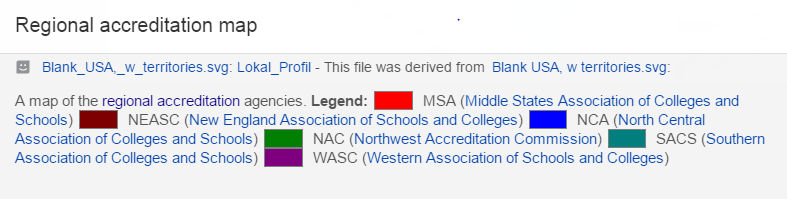 Regional accreditation map
Blank_USA,_w_territories.svg: Lokal_Profil - This file was derived from Blank USA, w territories.svg:
A map of the regional accreditation agencies. Legend: MSA (Middle States Association of Colleges and
Schools) NEASC (New England Association of Schools and Colleges) NCA (North Central
Association of Colleges and Schools) NAC (Northwest Accreditation Commission) SACS (Southern
Association of Colleges and Schools) WASC (Western Association of Schools and Colleges)